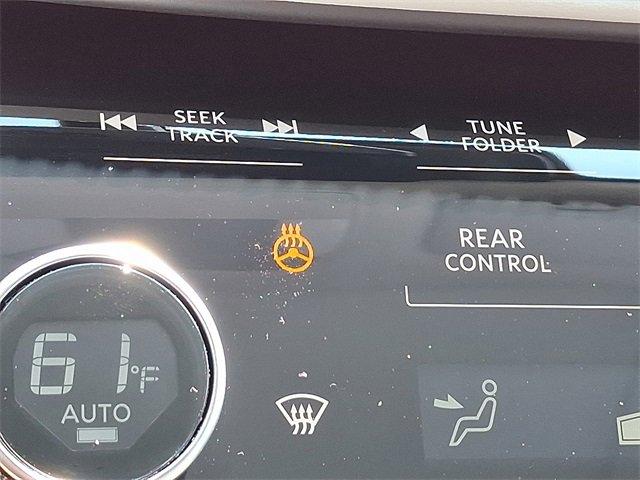 SEEK
TRACK
TUNE
FOLDER
REAR
CONTROL
61°F
AUTO